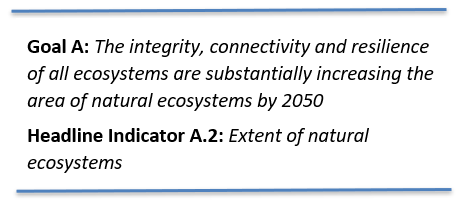 Goal A: The integrity, connectivity and resilience
of all ecosystems are substantially increasing the
area of natural ecosystems by 2050
Headline Indicator A.2: Extent of natural
ecosystems